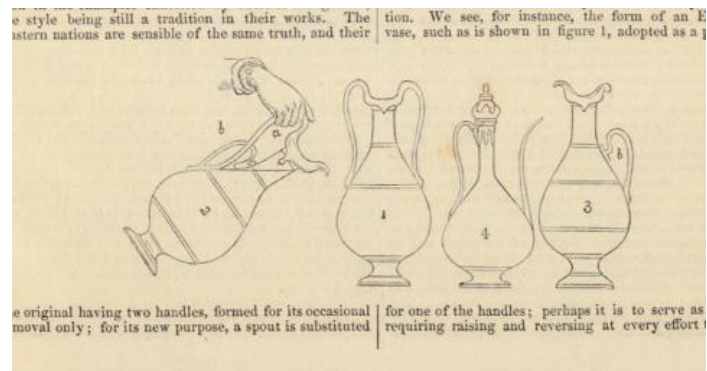 style being still a tradition in their works. The
astern nations are sensible of the same truth, and their
b
a
2
e original having two handles, formed for its occasional
moval only; for its new purpose, a spout is substituted
tion. We see, for instance, the form of an E
vase, such as is shown in figure 1, adopted as a p
1
4
3
b
for one of the handles; perhaps it is to serve as
requiring raising and reversing at every effort t